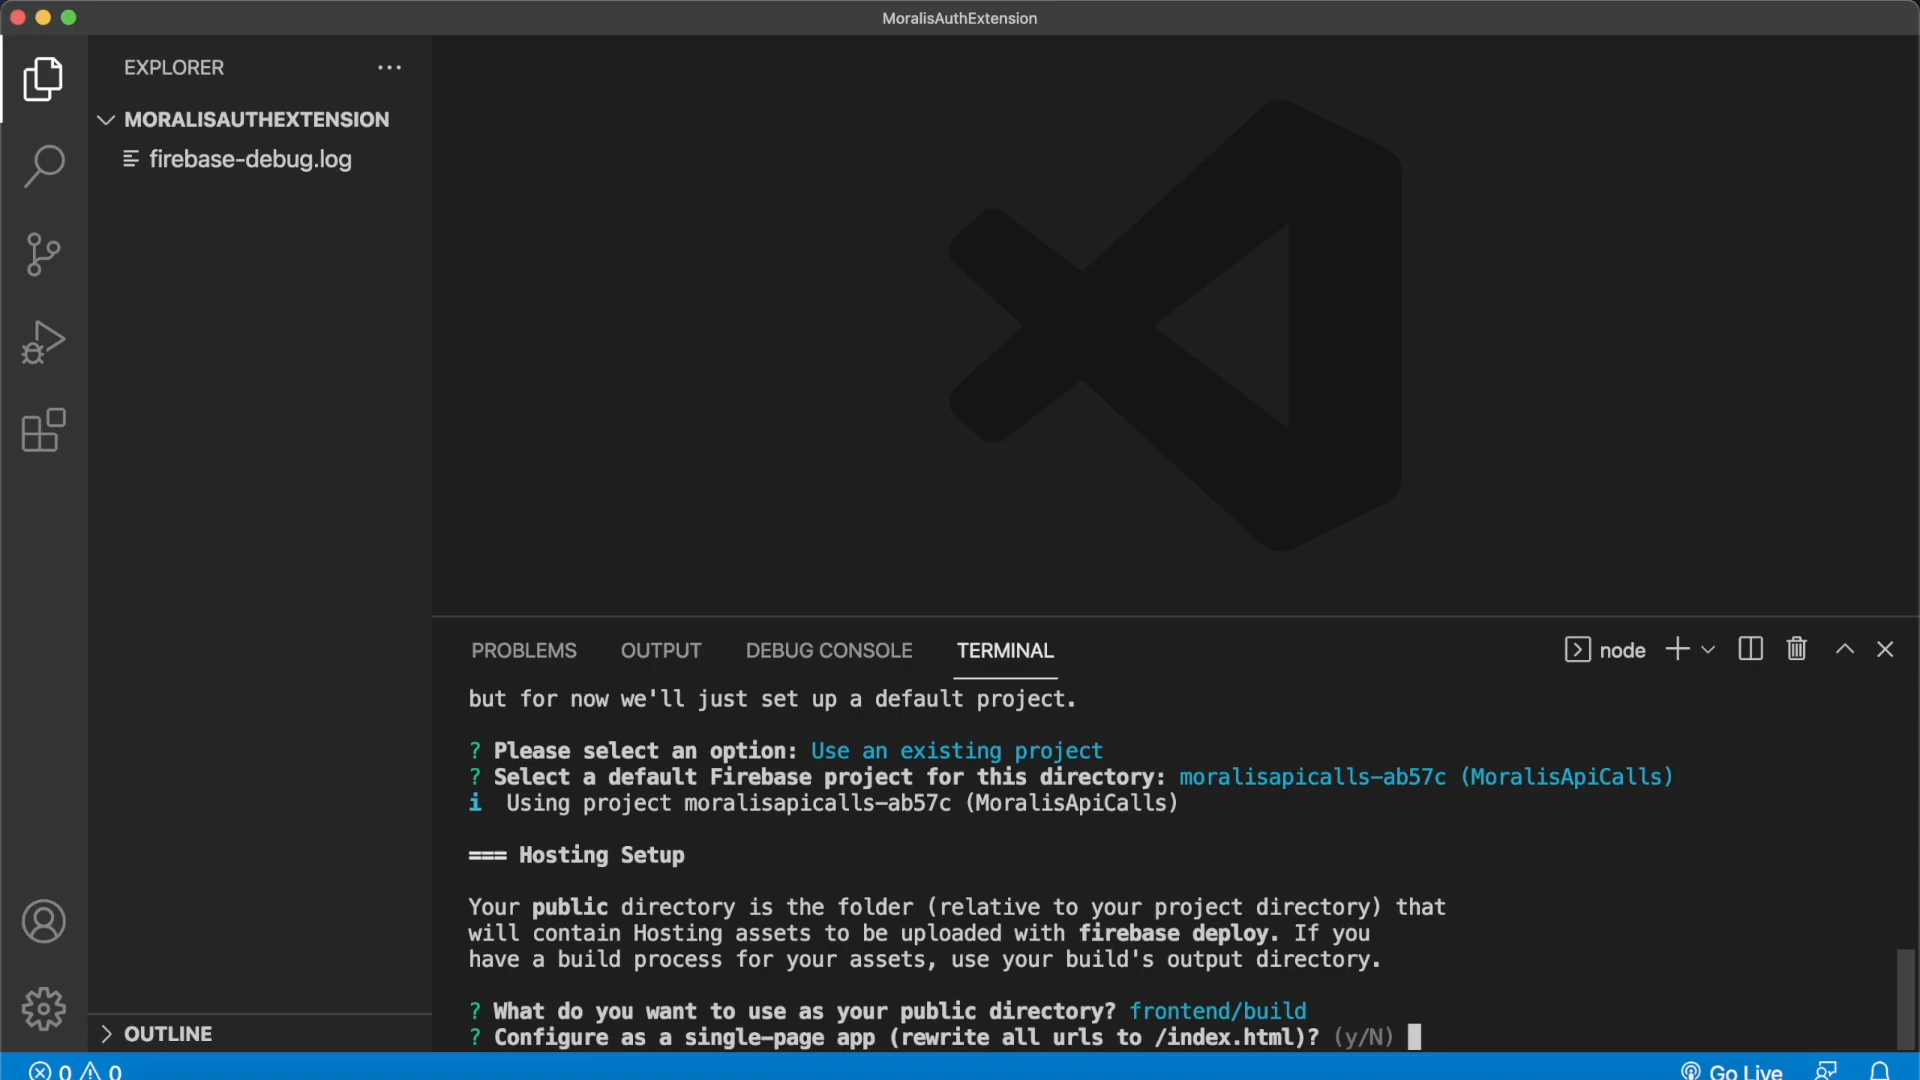 MoralisAuthExtension
EXPLORER
MORALISAUTHEXTENSION
firebase-debug.log
PROBLEMS OUTPUT DEBUG CONSOLE TERMINAL node
but for now we'll just set up a default project.
? Please select an option: Use an existing project
? Select a default Firebase project for this directory: moralisapicalls-ab57c (MoralisApiCalls)
i Using project moralisapicalls-ab57c (MoralisApiCalls)
=== Hosting Setup
Your public directory is the folder (relative to your project directory) that
will contain Hosting assets to be uploaded with firebase deploy. If you
have a build process for your assets, use your build's output directory.
? What do you want to use as your public directory? frontend/build
? Configure as a single-page app (rewrite all urls to /index.html)? (y/N)
OUTLINE
0 0
Go Live